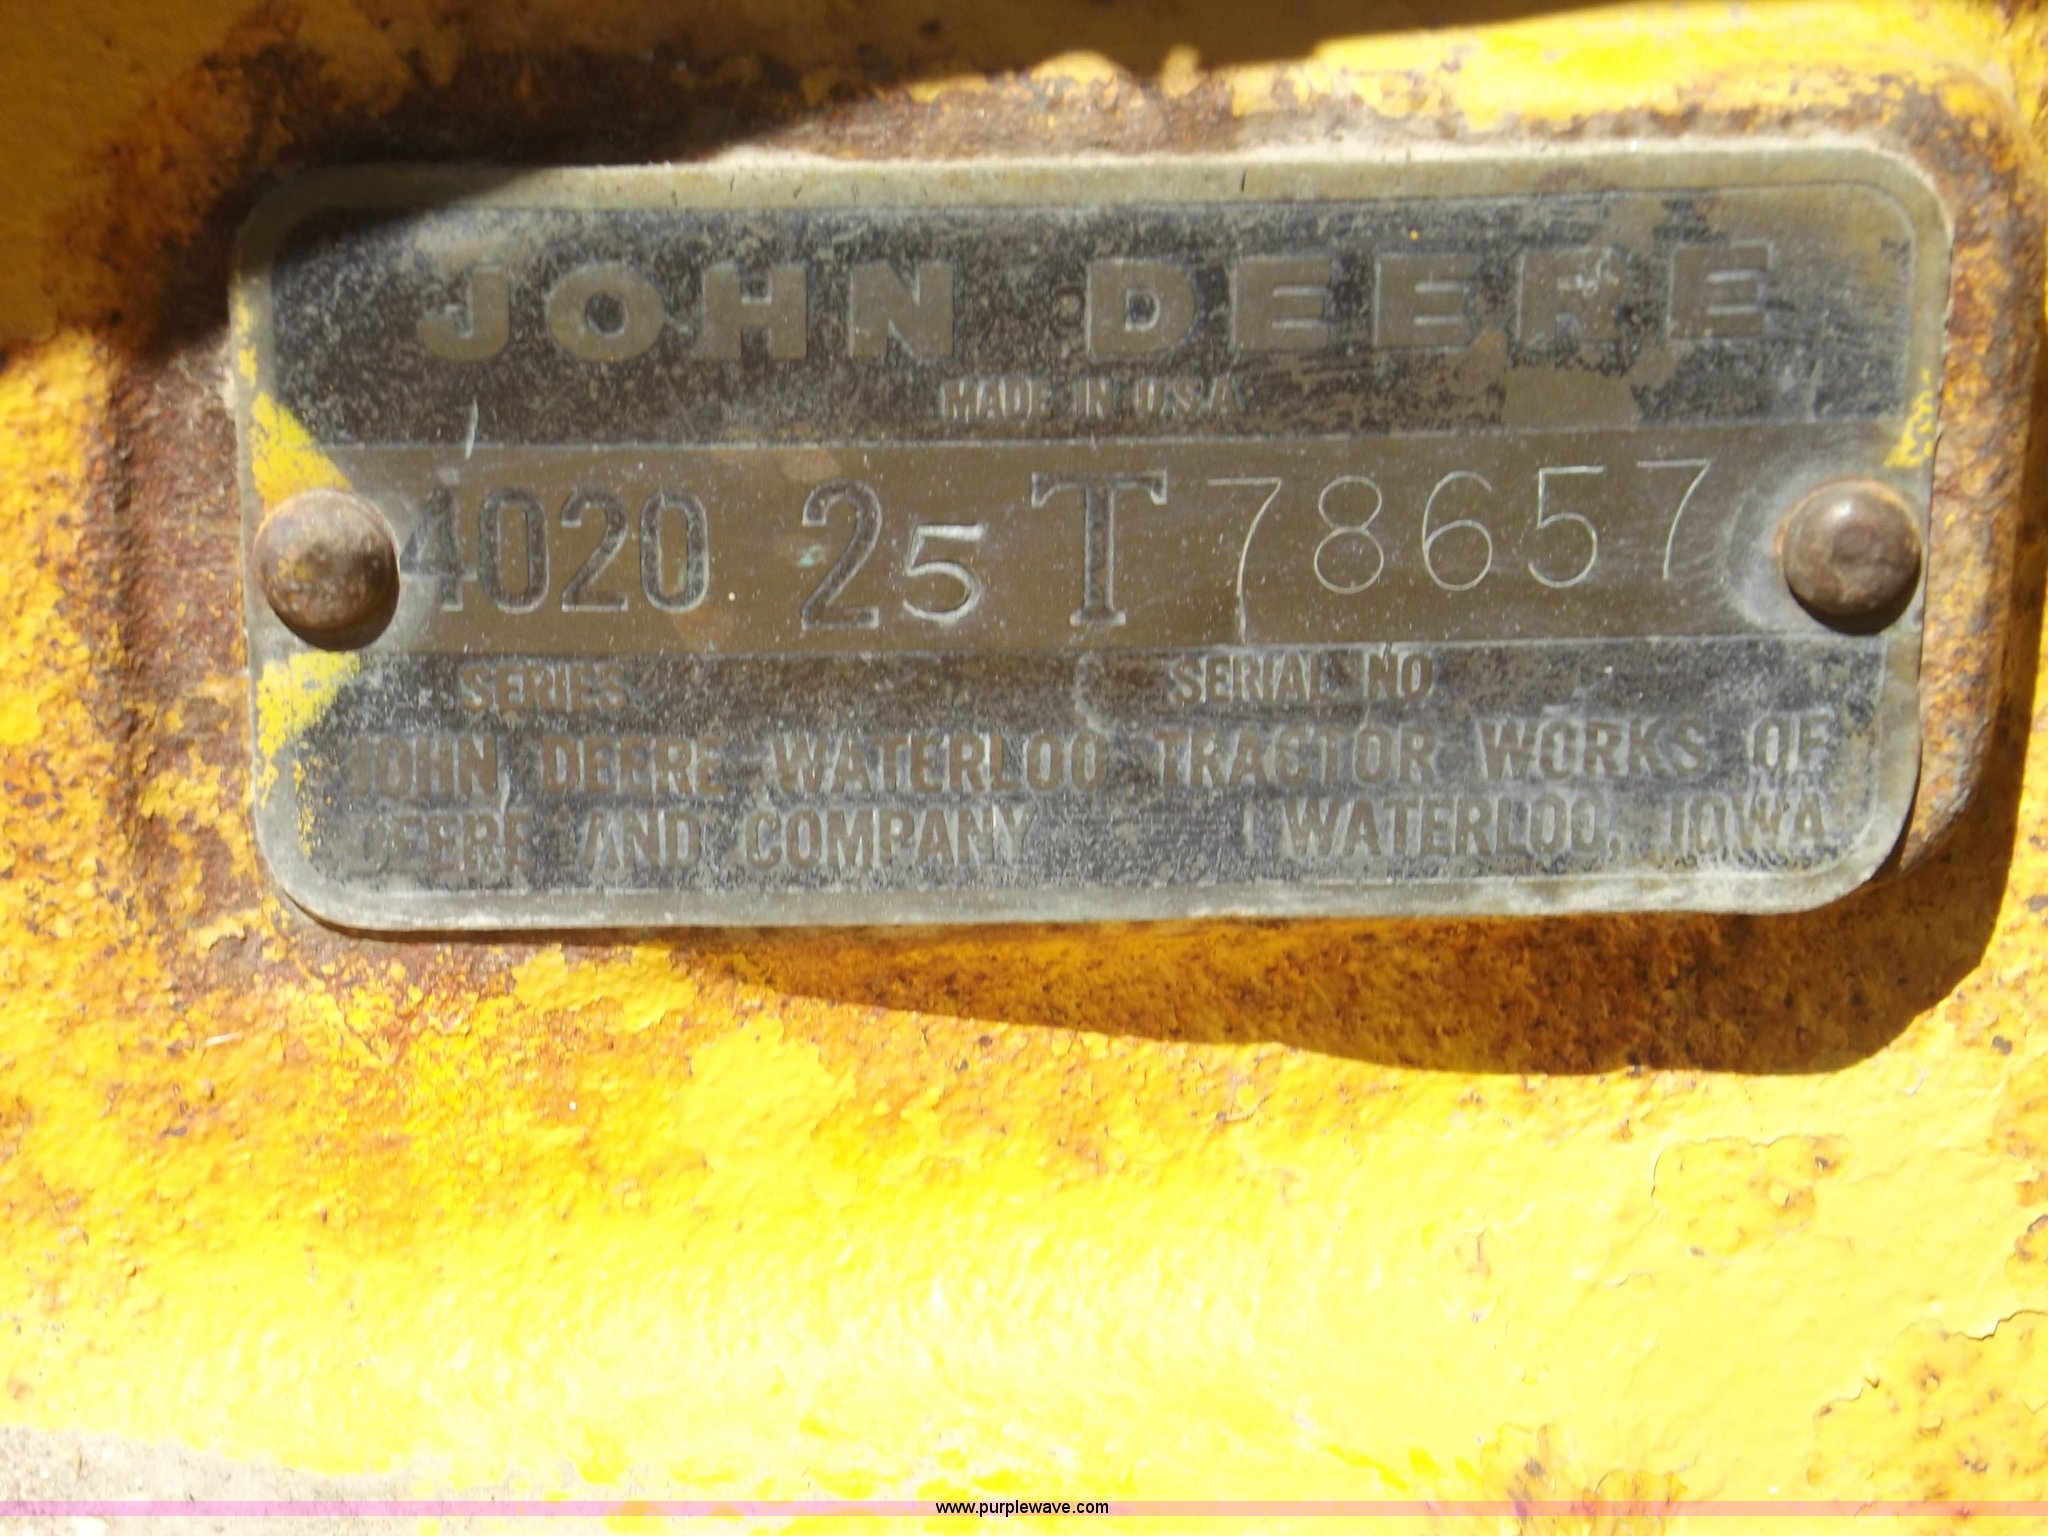 JOHN DEERE
MADE IN U.S.A.
4020 25 T 78657
SERIES SERIAL NO
JOHN DEERE WATERLOO TRACTOR WORKS OF
DEERE AND COMPANY WATERLOO, IOWA
www.purplewave.com